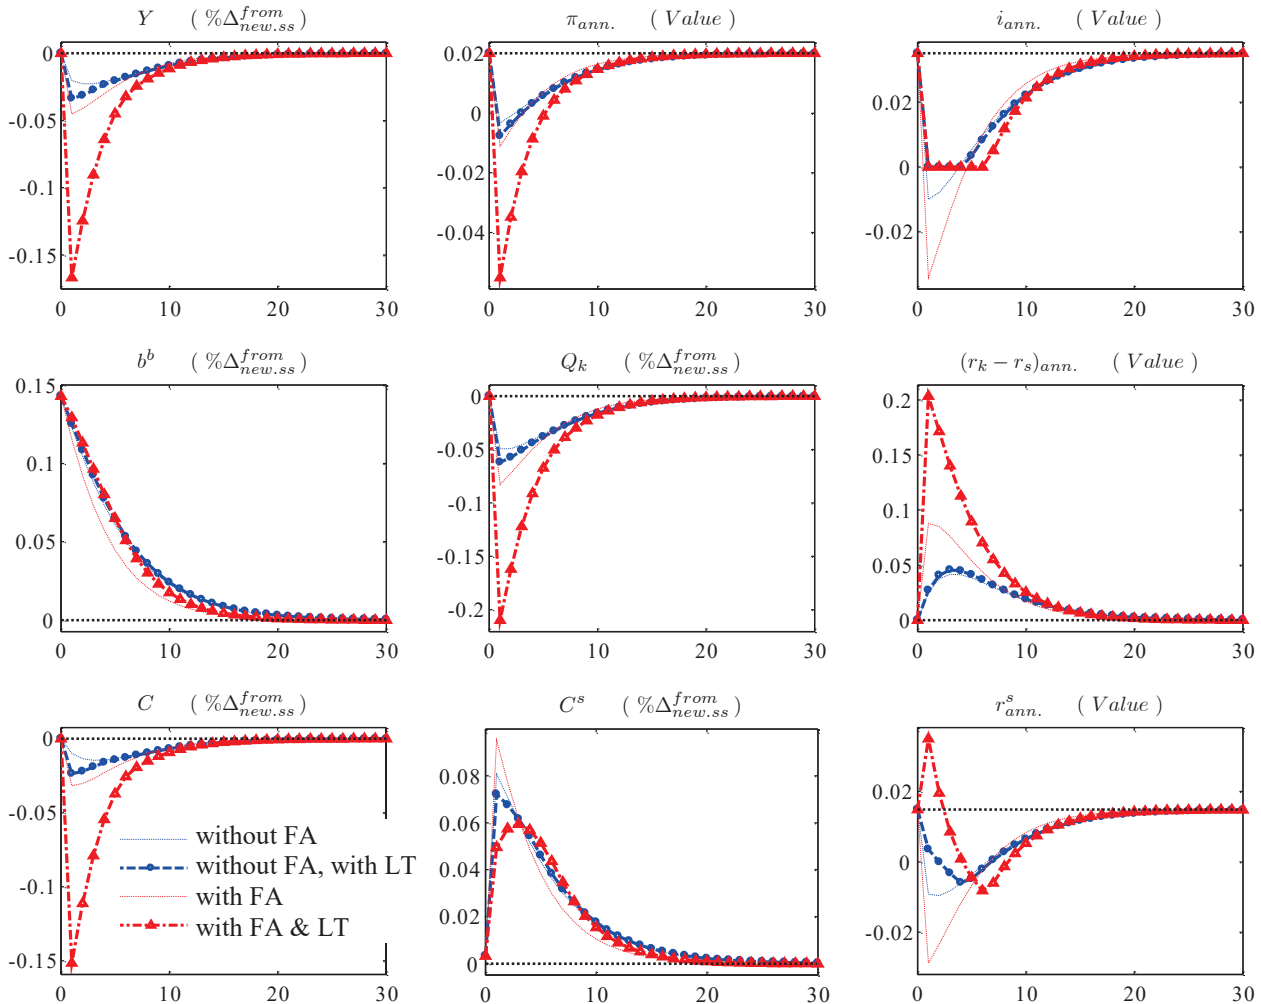 Y ( %Δ^{from}_{new.ss} )
π_{ann.} ( Value )
i_{ann.} ( Value )
0
-0.05
-0.1
-0.15
0 10 20 30
0.02
0
-0.02
-0.04
0 10 20 30
0.02
0
-0.02
0 10 20 30
b^b ( %Δ^{from}_{new.ss} )
Q_k ( %Δ^{from}_{new.ss} )
(r_k − r_s)_{ann.} ( Value )
0.15
0.1
0.05
0
0 10 20 30
0
-0.05
-0.1
-0.15
-0.2
0 10 20 30
0.2
0.15
0.1
0.05
0
0 10 20 30
C ( %Δ^{from}_{new.ss} )
C^s ( %Δ^{from}_{new.ss} )
r^s_{ann.} ( Value )
0
-0.05
-0.1
-0.15
0 10 20 30
without FA
without FA, with LT
with FA
with FA & LT
0.08
0.06
0.04
0.02
0
0 10 20 30
0.02
0
-0.02
0 10 20 30